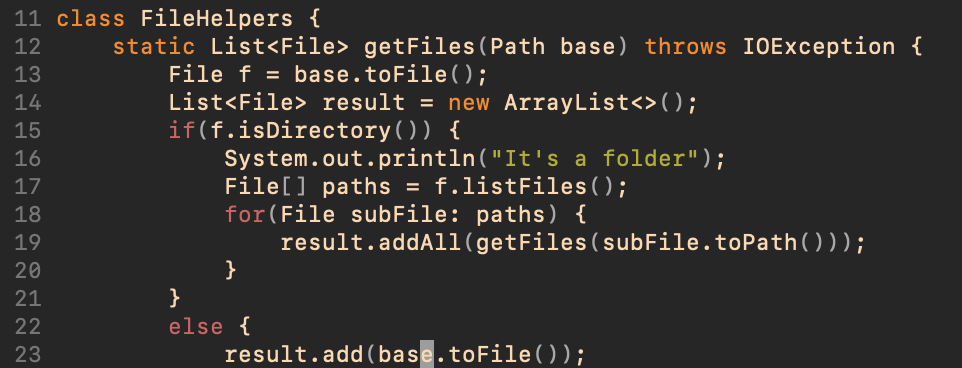 11 class FileHelpers {
12     static List<File> getFiles(Path base) throws IOException {
13         File f = base.toFile();
14         List<File> result = new ArrayList<>();
15         if(f.isDirectory()) {
16             System.out.println("It's a folder");
17             File[] paths = f.listFiles();
18             for(File subFile: paths) {
19                 result.addAll(getFiles(subFile.toPath()));
20             }
21         }
22         else {
23             result.add(base.toFile());